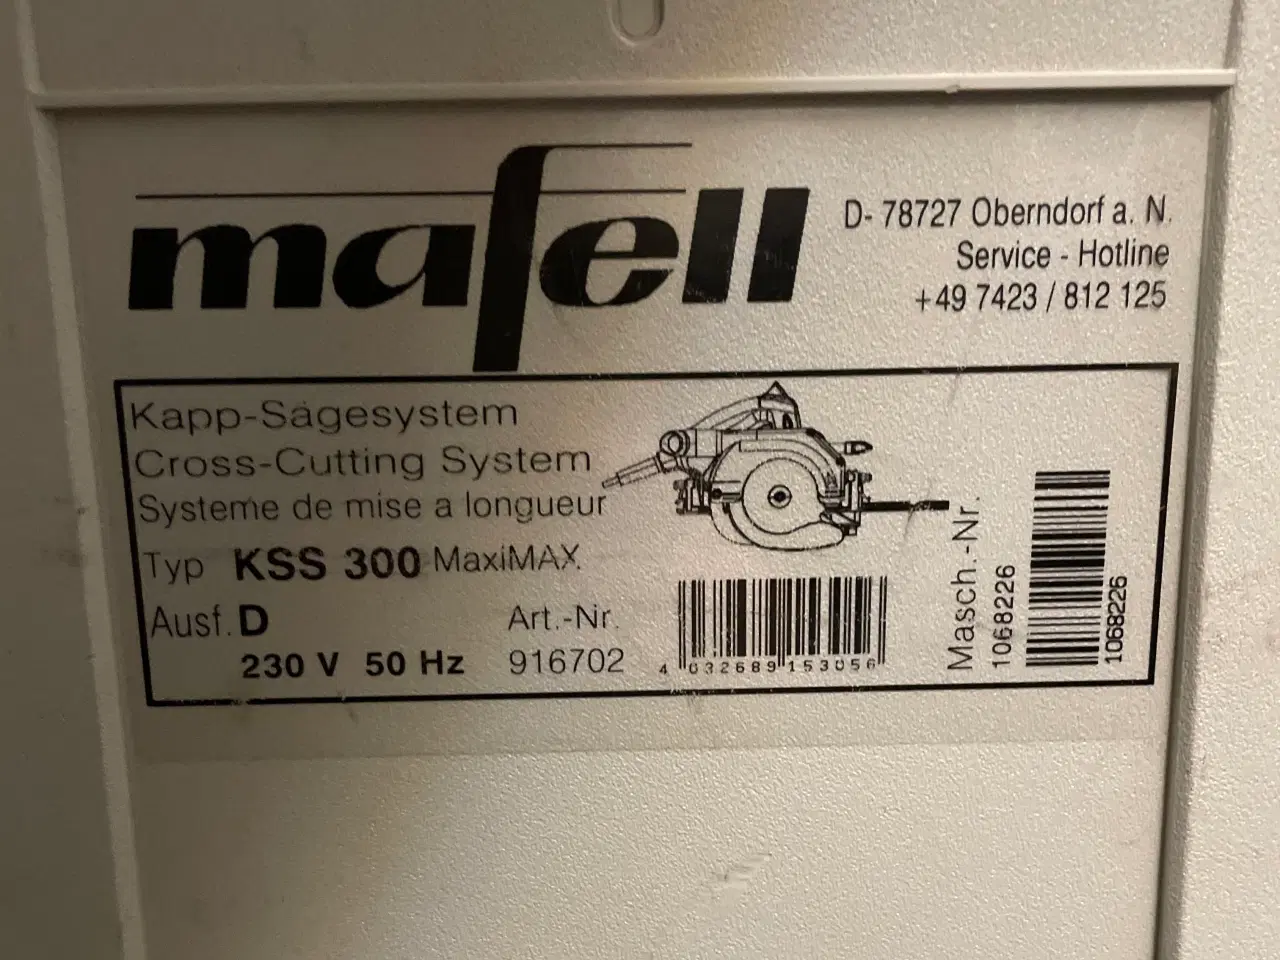 mafell
D- 78727 Oberndorf a. N.
Service - Hotline
+49 7423 / 812 125
Kapp-Sägesystem
Cross-Cutting System
Systeme de mise a longueur
Typ KSS 300 MaxiMAX
Ausf. D
230 V 50 Hz
Art.-Nr.
916702
4 032689 153056
Masch.-Nr.
1068226
1068226